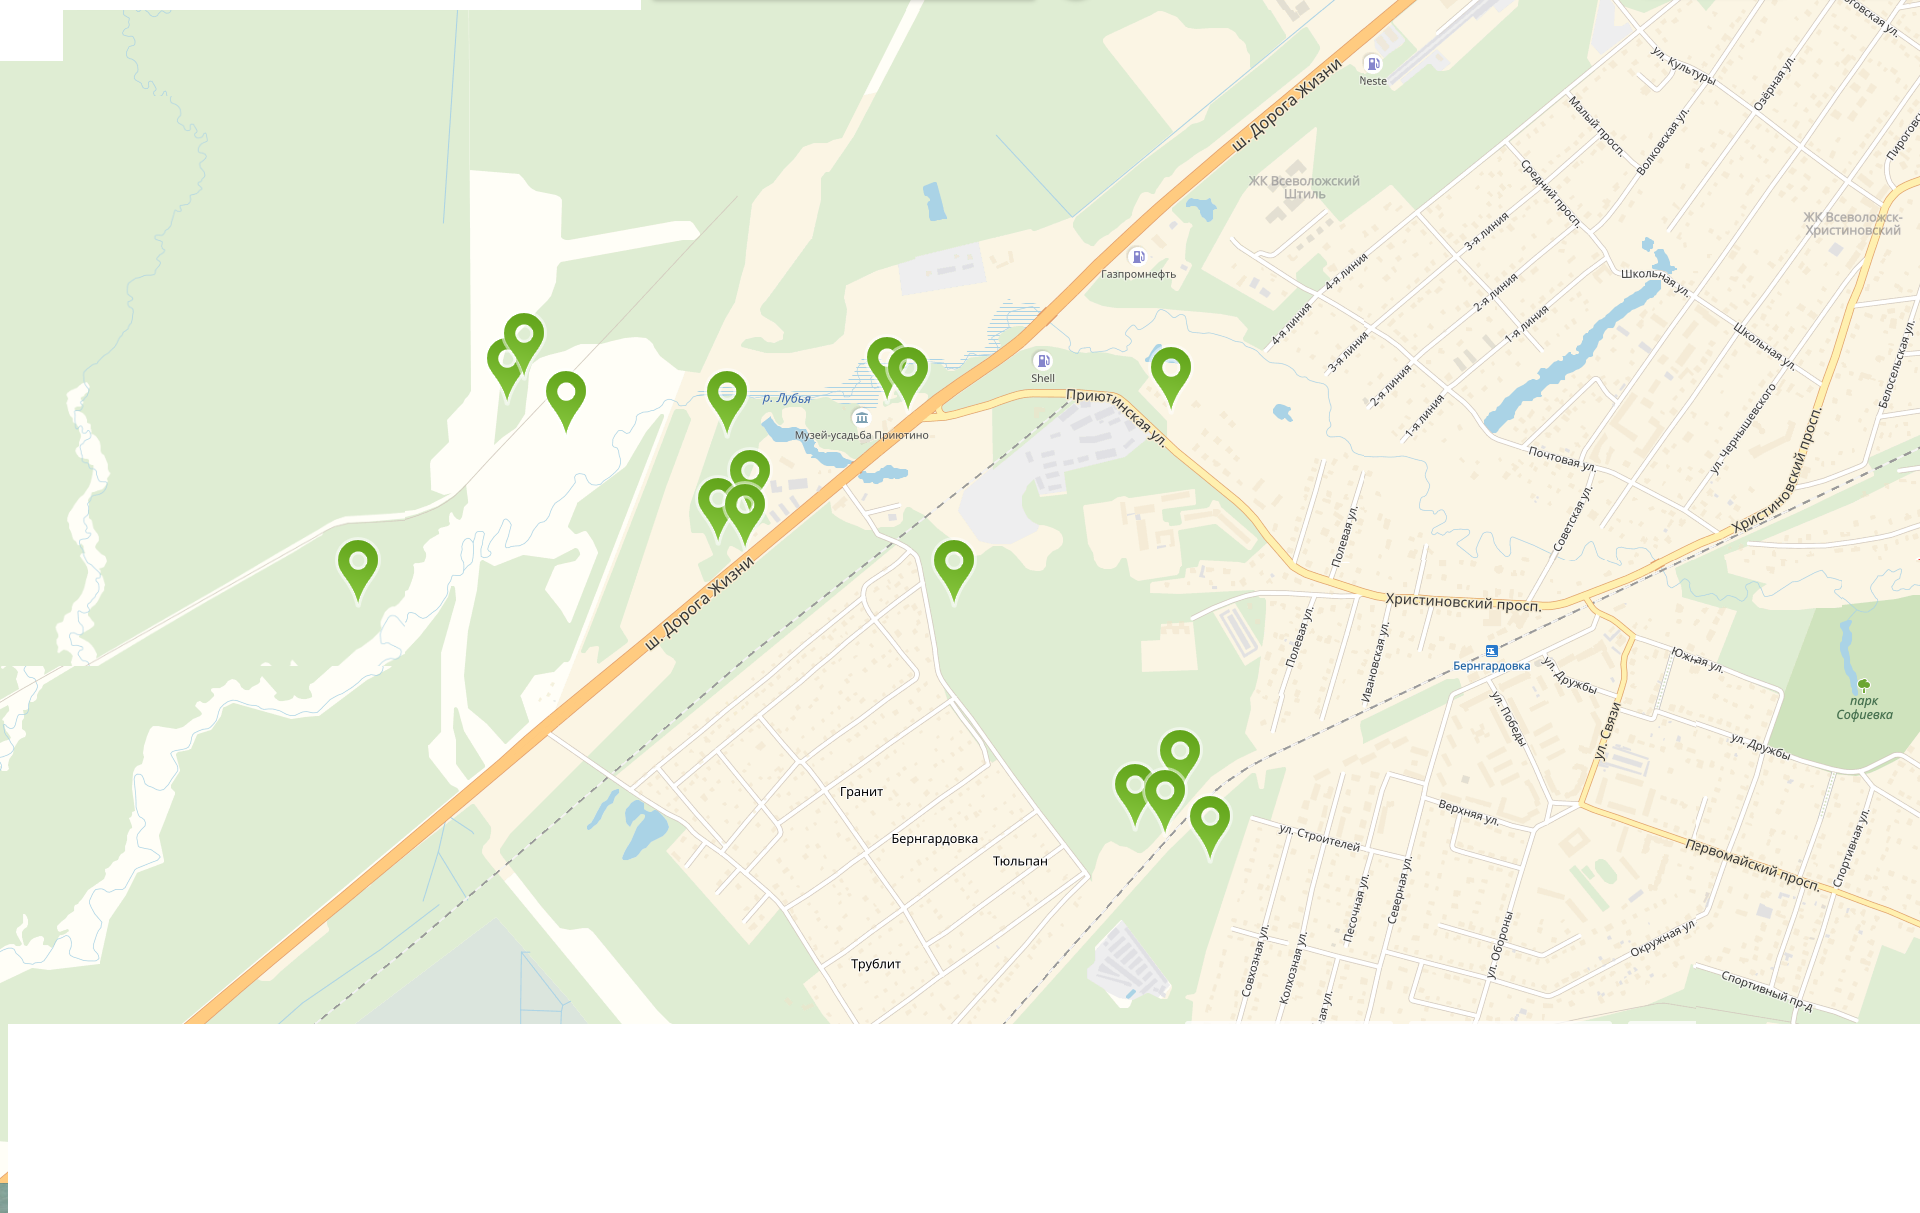 оговская ул.
ул. Культуры
Neste
ш. Дорога Жизни
Озёрная ул.
Малый просп.
Волковская ул.
Пирогово
ЖК Всеволожский
Штиль
Средний просп.
ЖК Всеволожск-
Христиновский
3-я линия
Газпромнефть
4-я линия
Школьная ул.
2-я линия
4-я линия
1-я линия
3-я линия
Школьная ул.
Белосельская ул.
Shell
2-я линия
р. Лубья
Приютинская ул.
1-я линия
ул. Чернышевского
Музей-усадьба Приютино
Почтовая ул.
Христиновский просп.
Полевая ул.
Советская ул.
ш. Дорога Жизни
Христиновский просп.
Полевая ул.
Ивановская ул.
Бернгардовка
Южная ул.
ул. Дружбы
парк
Софиевка
ул. Победы
ул. Связи
ул. Дружбы
Гранит
Верхняя ул.
Бернгардовка
ул. Строителей
Тюльпан
Первомайский просп.
Спортивная ул.
Песочная ул.
Северная ул.
Трублит
Совхозная ул.
Колхозная ул.
ул. Обороны
Окружная ул
Спортивный пр-д
ая ул.